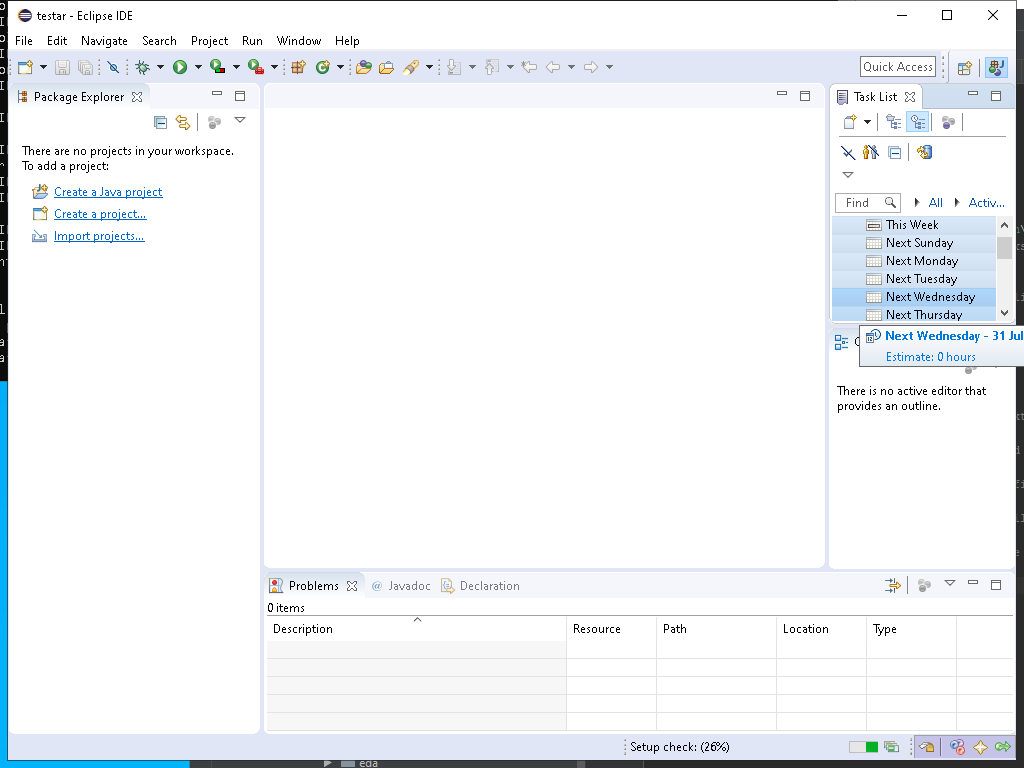 testar - Eclipse IDE
File Edit Navigate Search Project Run Window Help
Quick Access
Package Explorer
There are no projects in your workspace.
To add a project:
Create a Java project
Create a project...
Import projects...
Task List
Find
All
Activ...
This Week
Next Sunday
Next Monday
Next Tuesday
Next Wednesday
Next Thursday
Next Wednesday - 31 Jul
Estimate: 0 hours
There is no active editor that
provides an outline.
Problems
@ Javadoc
Declaration
0 items
Description Resource Path Location Type
Setup check: (26%)
eda